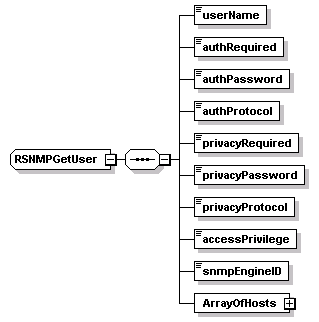 userName
authRequired
authPassword
authProtocol
privacyRequired
RSNMPGetUser
privacyPassword
privacyProtocol
accessPrivilege
snmpEngineID
ArrayOfHosts